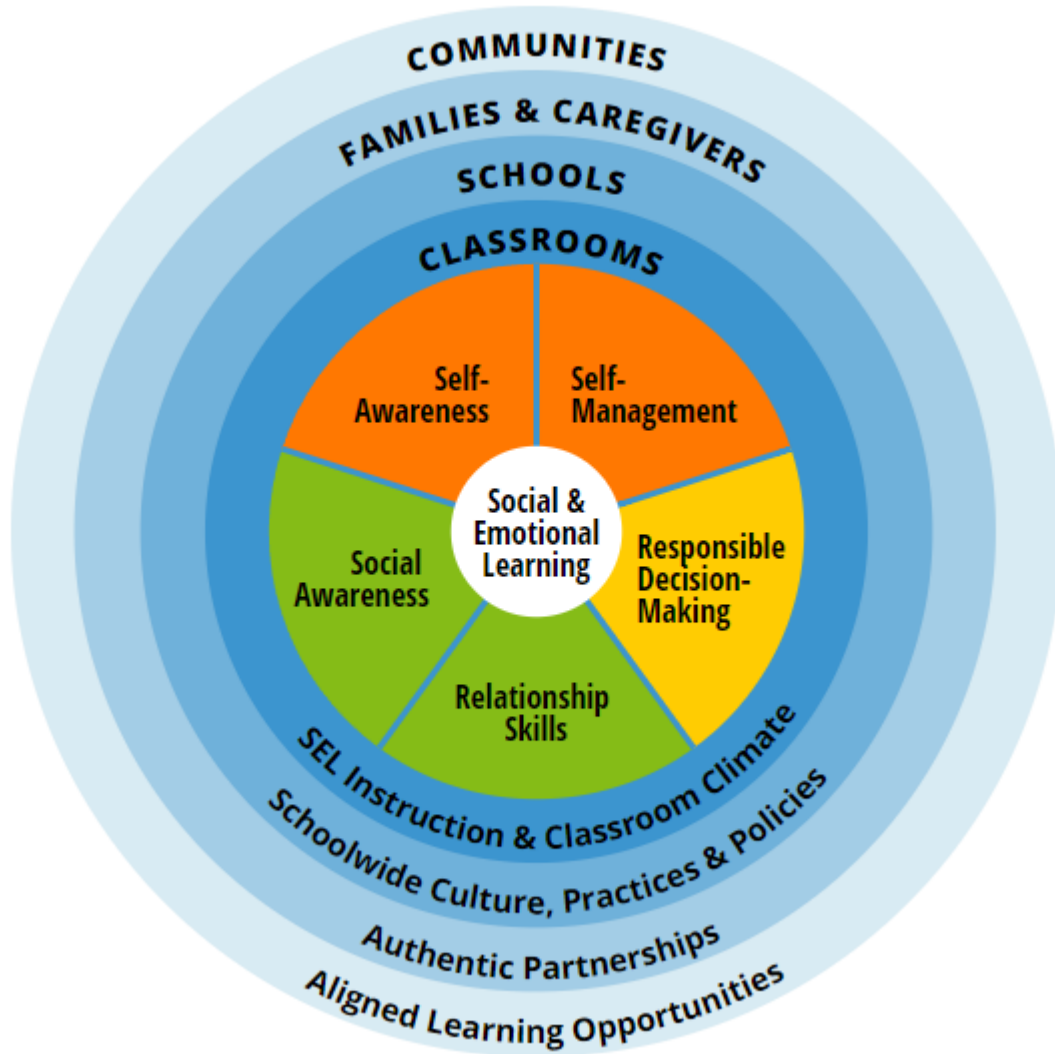 COMMUNITIES
FAMILIES & CAREGIVERS
SCHOOLS
CLASSROOMS
Self-
Awareness
Self-
Management
Social &
Emotional
Learning
Social
Awareness
Responsible
Decision-
Making
Relationship
Skills
SEL Instruction & Classroom Climate
Schoolwide Culture, Practices & Policies
Authentic Partnerships
Aligned Learning Opportunities